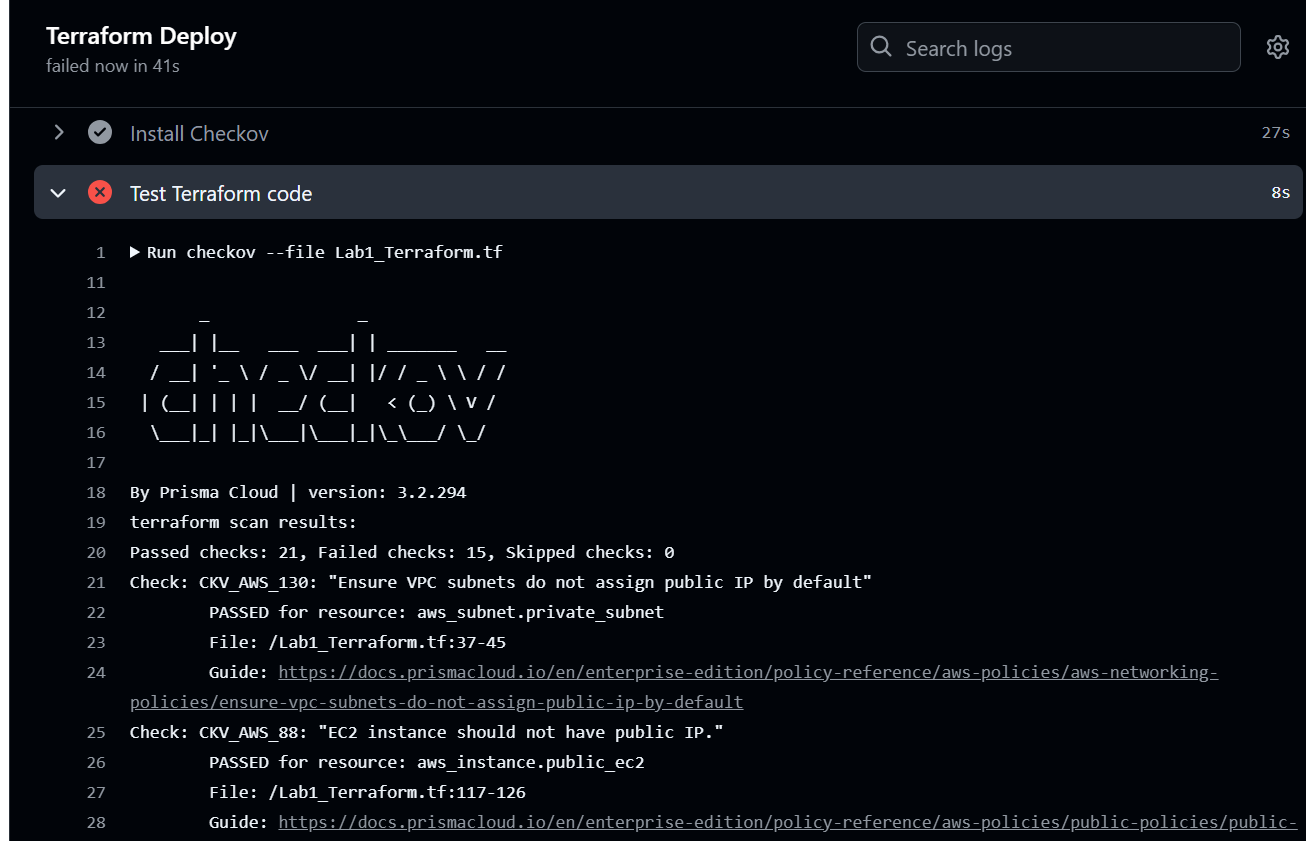 Terraform Deploy
failed now in 41s
Search logs
Install Checkov 27s
Test Terraform code 8s
1 Run checkov --file Lab1_Terraform.tf
11
12        _               _
13    ___| |__   ___  ___| | _______   __
14   / __| '_ \ / _ \/ __| |/ / _ \ \ / /
15  | (__| | | |  __/ (__|   < (_) \ V /
16   \___|_| |_|\___|\___|_|\_\___/ \_/
17
18 By Prisma Cloud | version: 3.2.294
19 terraform scan results:
20 Passed checks: 21, Failed checks: 15, Skipped checks: 0
21 Check: CKV_AWS_130: "Ensure VPC subnets do not assign public IP by default"
22 PASSED for resource: aws_subnet.private_subnet
23 File: /Lab1_Terraform.tf:37-45
24 Guide: https://docs.prismacloud.io/en/enterprise-edition/policy-reference/aws-policies/aws-networking-
policies/ensure-vpc-subnets-do-not-assign-public-ip-by-default
25 Check: CKV_AWS_88: "EC2 instance should not have public IP."
26 PASSED for resource: aws_instance.public_ec2
27 File: /Lab1_Terraform.tf:117-126
28 Guide: https://docs.prismacloud.io/en/enterprise-edition/policy-reference/aws-policies/public-policies/public-